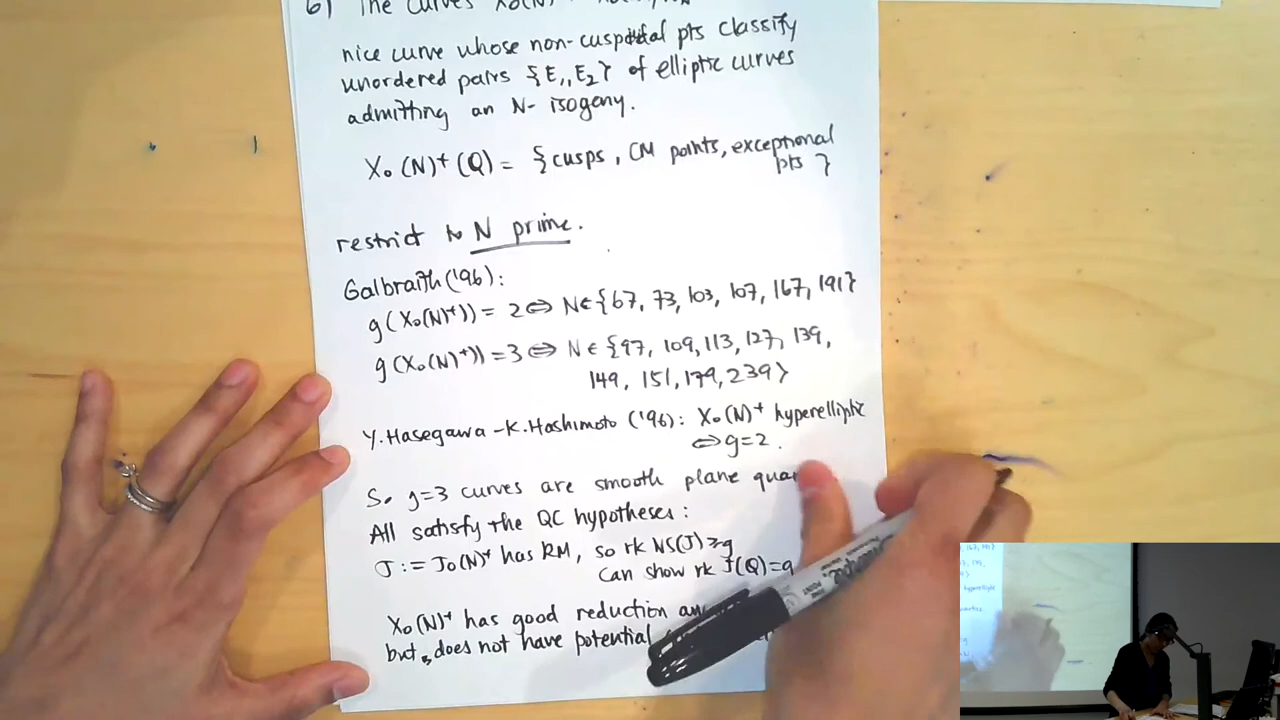 6) The curves X₀(N)⁺
nice curve whose non-cuspidal pts classify
unordered pairs {E₁, E₂} of elliptic curves
admitting an N-isogeny.
X₀(N)⁺(Q) = {cusps, CM points, exceptional
pts }
restrict to N prime.
Galbraith ('96):
g(X₀(N)⁺)) = 2 ⇔ N ∈ {67, 73, 103, 107, 167, 191}
g(X₀(N)⁺)) = 3 ⇔ N ∈ {97, 109, 113, 127, 139,
149, 151, 179, 239}
Y. Hasegawa - K. Hashimoto ('96): X₀(N)⁺ hyperelliptic
⇔ g=2.
So g=3 curves are smooth plane
All satisfy the QC hypotheses:
J := J₀(N)⁺ has RM, so rk NS(J) ≥ g
Can show rk J(Q) = g
X₀(N)⁺ has good reduction
but does not have potential